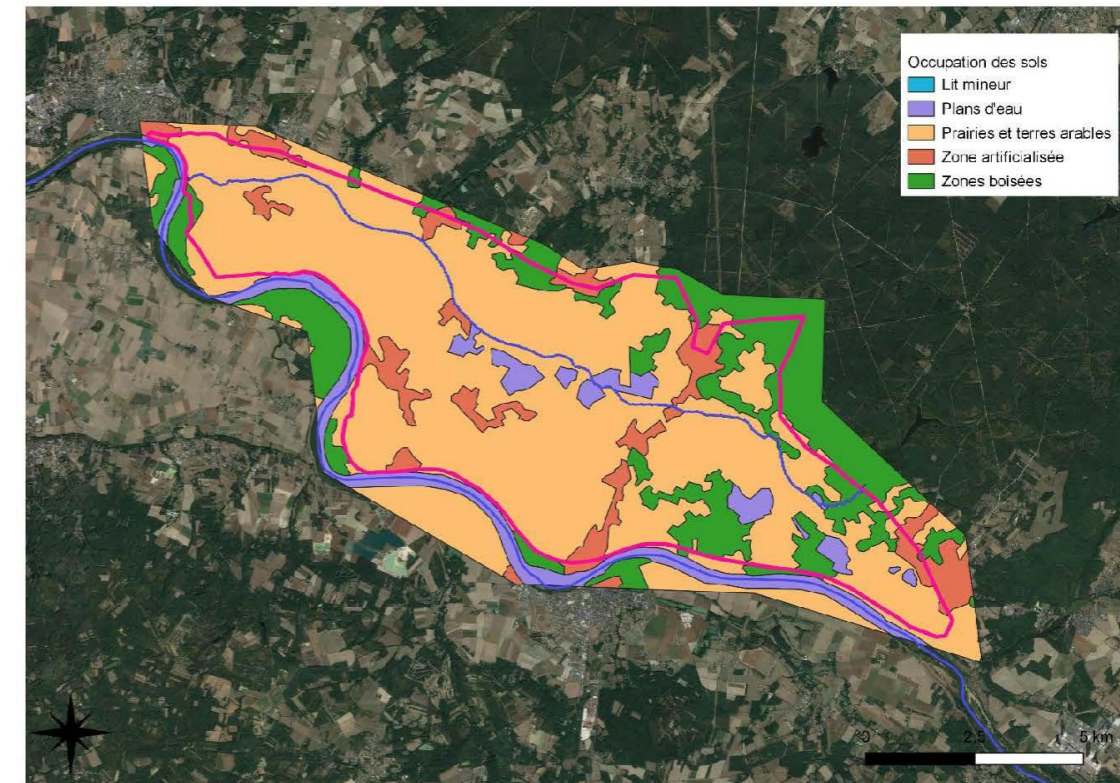 Occupation des sols
Lit mineur
Plans d'eau
Prairies et terres arables
Zone artificialisée
Zones boisées
0 2,5 5 km